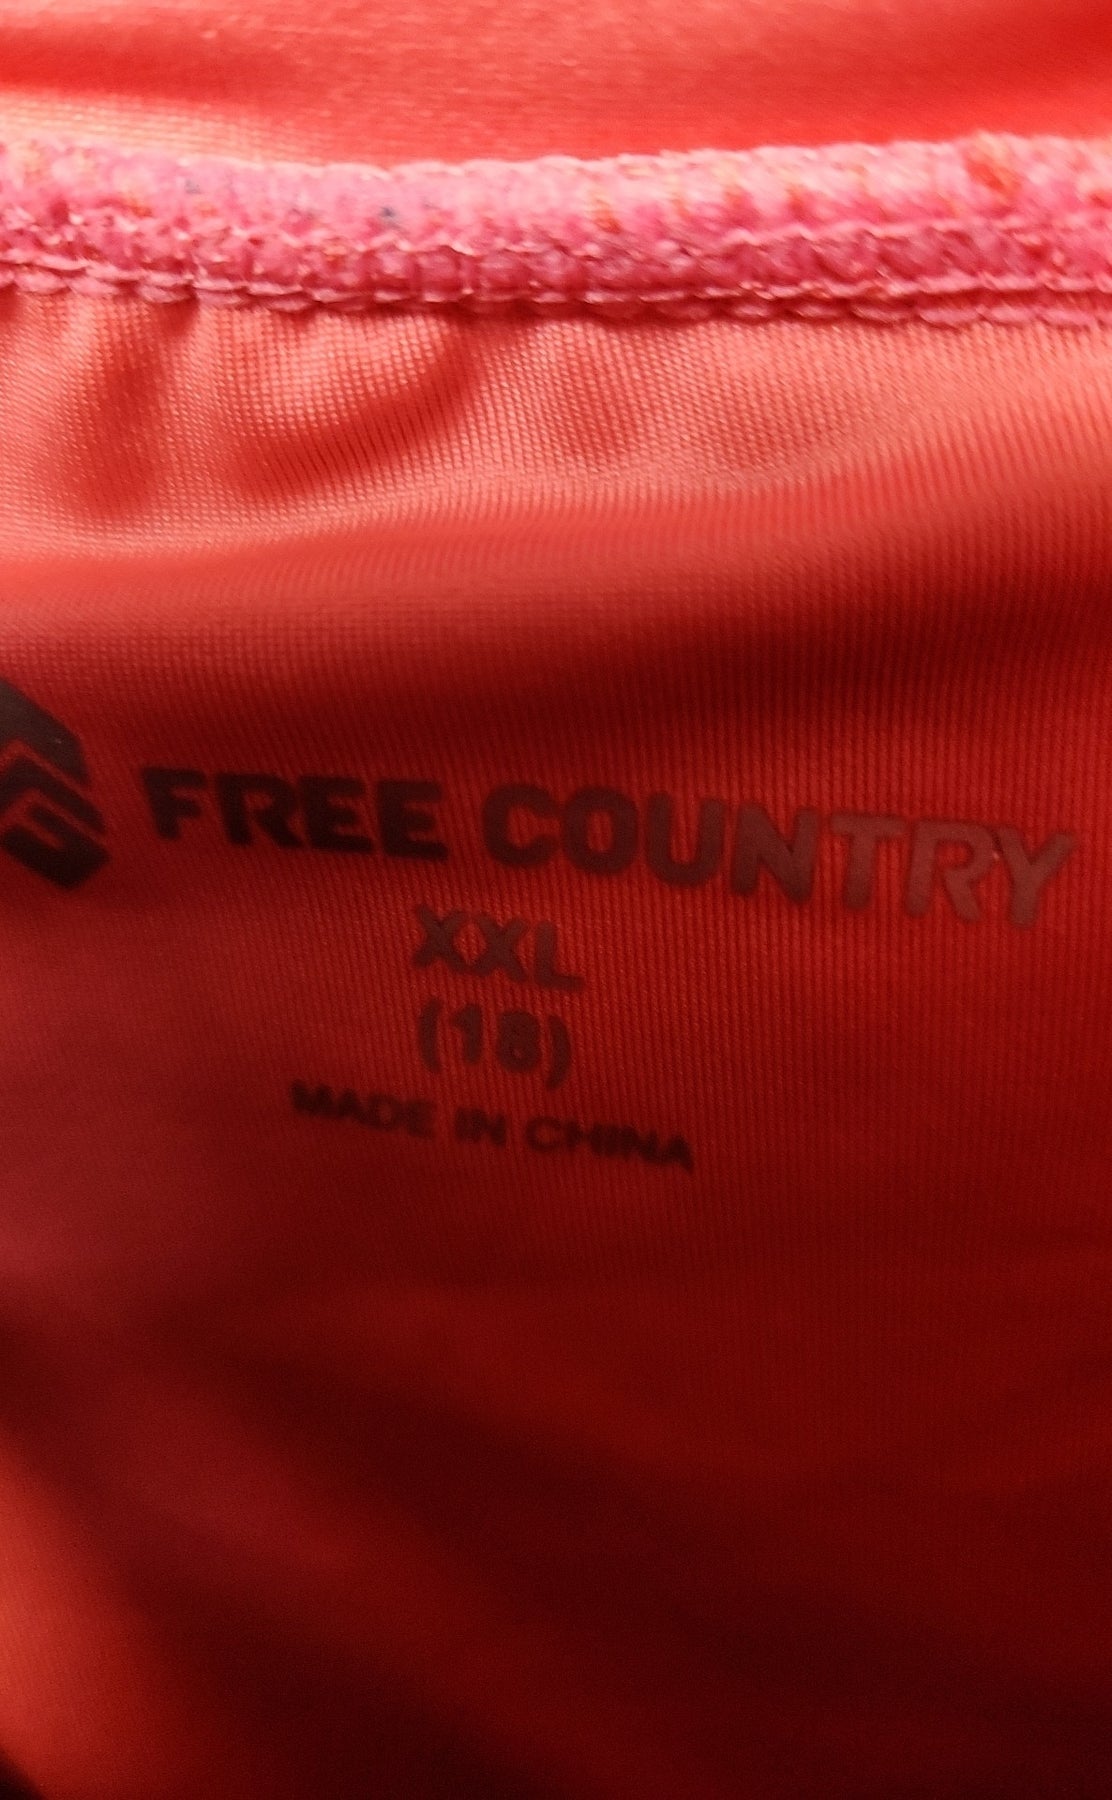 FREE COUNTRY
XXL
(18)
MADE IN CHINA